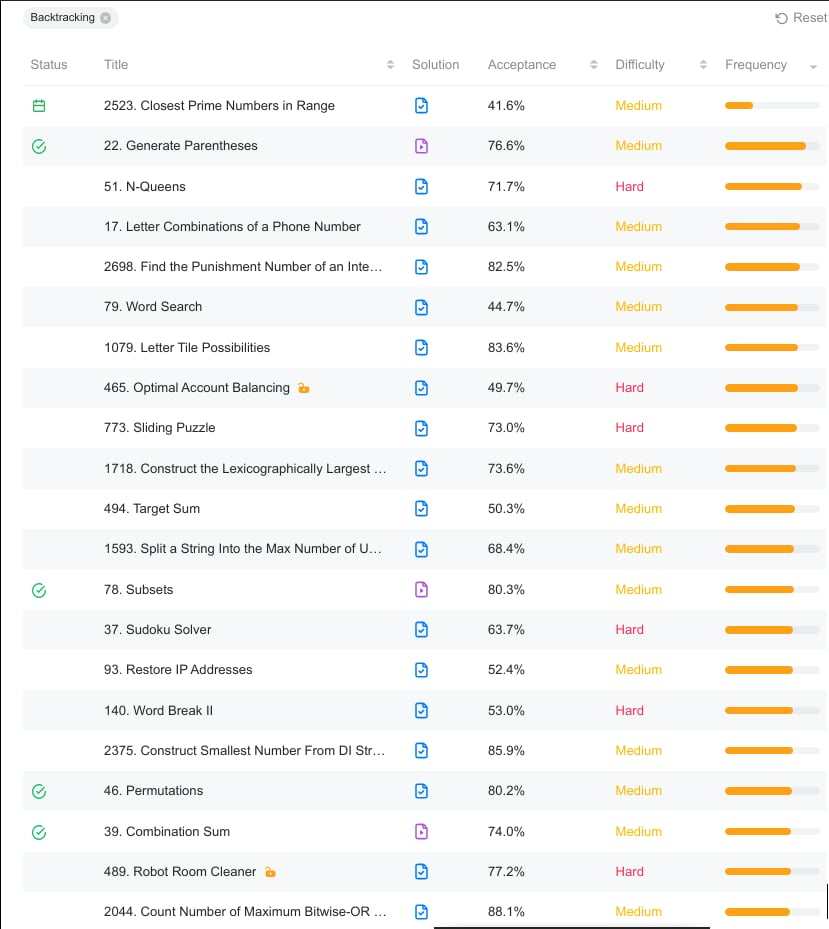 Backtracking Reset
Status Title Solution Acceptance Difficulty Frequency
2523. Closest Prime Numbers in Range 41.6% Medium
22. Generate Parentheses 76.6% Medium
51. N-Queens 71.7% Hard
17. Letter Combinations of a Phone Number 63.1% Medium
2698. Find the Punishment Number of an Inte... 82.5% Medium
79. Word Search 44.7% Medium
1079. Letter Tile Possibilities 83.6% Medium
465. Optimal Account Balancing 49.7% Hard
773. Sliding Puzzle 73.0% Hard
1718. Construct the Lexicographically Largest ... 73.6% Medium
494. Target Sum 50.3% Medium
1593. Split a String Into the Max Number of U... 68.4% Medium
78. Subsets 80.3% Medium
37. Sudoku Solver 63.7% Hard
93. Restore IP Addresses 52.4% Medium
140. Word Break II 53.0% Hard
2375. Construct Smallest Number From DI Str... 85.9% Medium
46. Permutations 80.2% Medium
39. Combination Sum 74.0% Medium
489. Robot Room Cleaner 77.2% Hard
2044. Count Number of Maximum Bitwise-OR ... 88.1% Medium